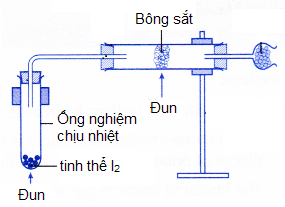 Bông sắt
Đun
Ống nghiệm
chịu nhiệt
tinh thể I₂
Đun